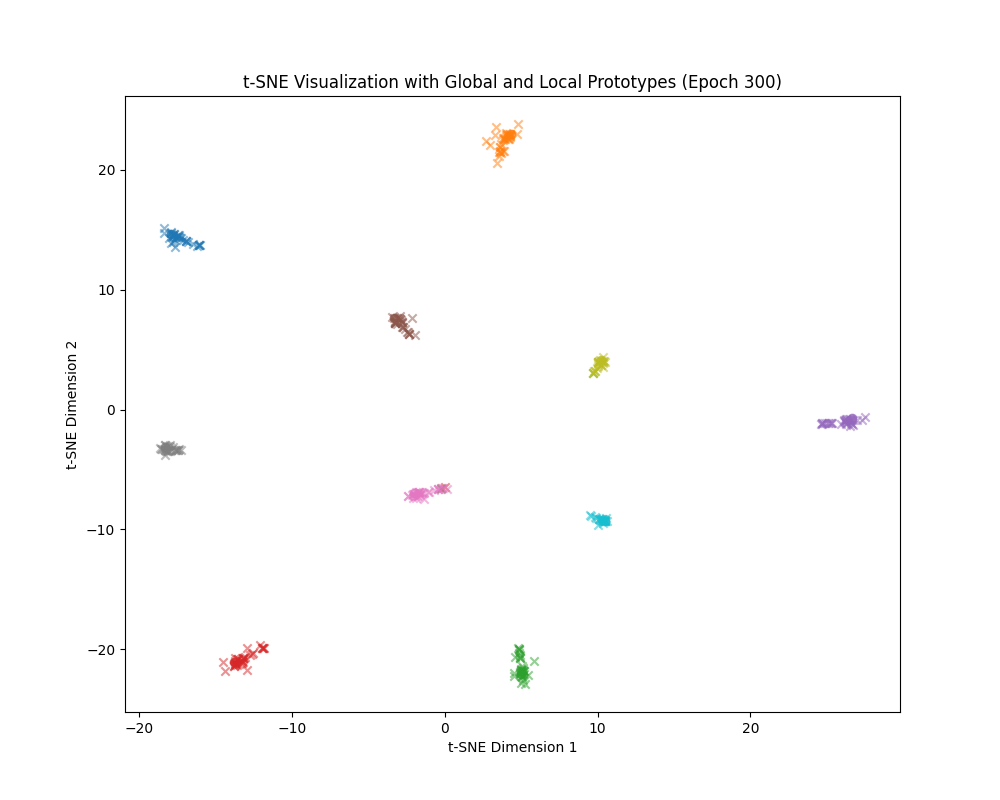 t-SNE Visualization with Global and Local Prototypes (Epoch 300)
20
10
0
−10
−20
t-SNE Dimension 2
−20 −10 0 10 20
t-SNE Dimension 1